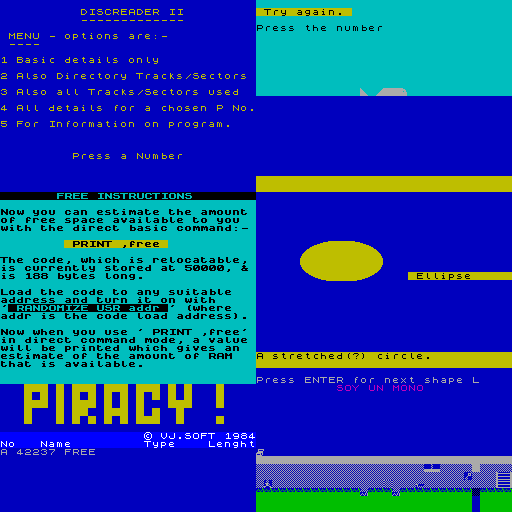 DISCREADER II
MENU - options are:-
1 Basic details only
2 Also Directory Tracks/Sectors
3 Also all Tracks/Sectors used
4 All details for a chosen P No.
5 For Information on program.
Press a Number
Try again.
Press the number
FREE INSTRUCTIONS
Now you can estimate the amount
of free space available to you
with the direct basic command:-
PRINT ,free
The code, which is relocatable,
is currently stored at 50000, &
is 188 bytes long.
Load the code to any suitable
address and turn it on with
' RANDOMIZE USR addr ' (where
addr is the code load address).
Now when you use ' PRINT ,free'
in direct command mode, a value
will be printed which gives an
estimate of the amount of RAM
that is available.
Ellipse
A stretched(?) circle.
Press ENTER for next shape L
SOY UN MONO
PIRACY!
© VJ.SOFT 1984
No Name Type Lenght
A 42237 FREE